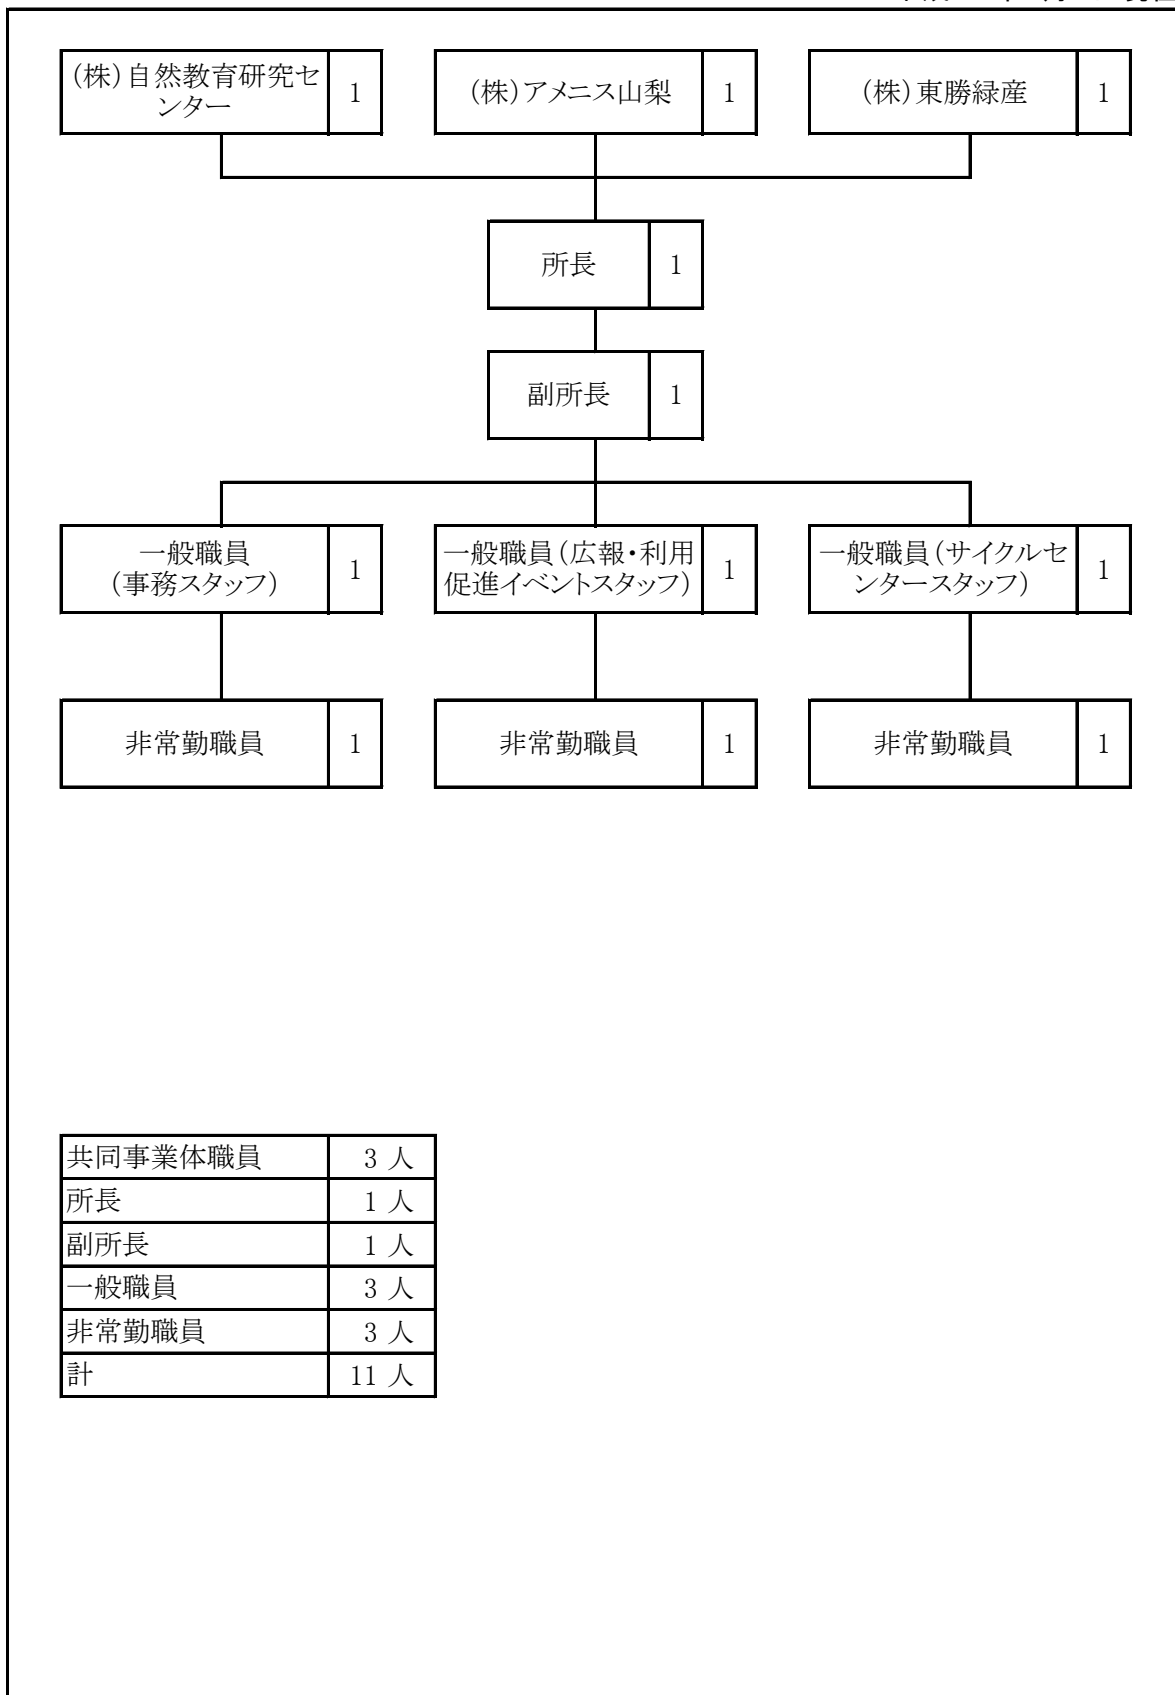 (株)自然教育研究セ
ンター
1
(株)アメニス山梨
1
(株)東勝緑産
1
所長
1
副所長
1
一般職員
(事務スタッフ)
1
一般職員(広報・利用
促進イベントスタッフ)
1
一般職員(サイクルセ
ンタースタッフ)
1
非常勤職員
1
非常勤職員
1
非常勤職員
1
共同事業体職員 3 人
所長 1 人
副所長 1 人
一般職員 3 人
非常勤職員 3 人
計 11 人